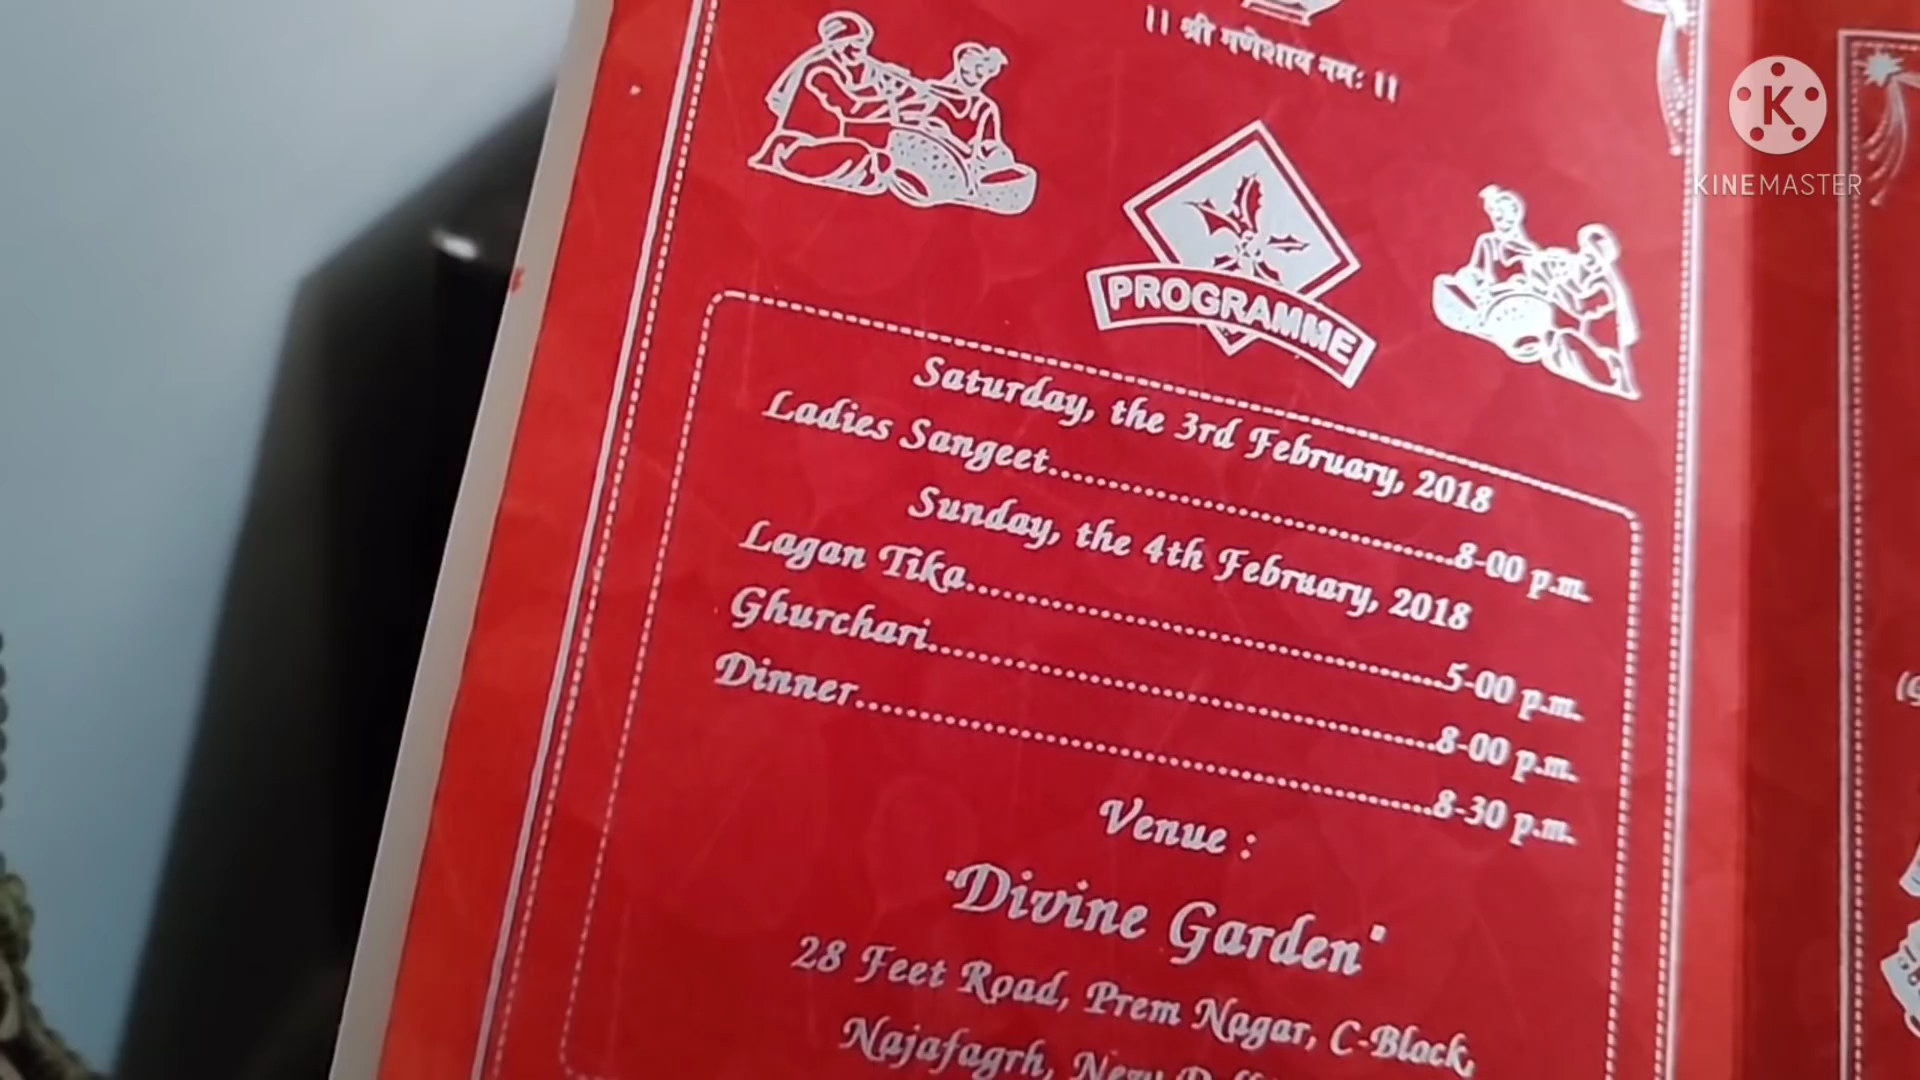 ।। श्री गणेशाय नमः ।।
KINEMASTER
PROGRAMME
Saturday, the 3rd February, 2018
Ladies Sangeet..........8-00 p.m.
Sunday, the 4th February, 2018
Lagan Tika..........5-00 p.m.
Ghurchari..........8-00 p.m.
Dinner..........8-30 p.m.
Venue :
"Divine Garden"
28 Feet Road, Prem Nagar, C-Block,
Najafagrh, New